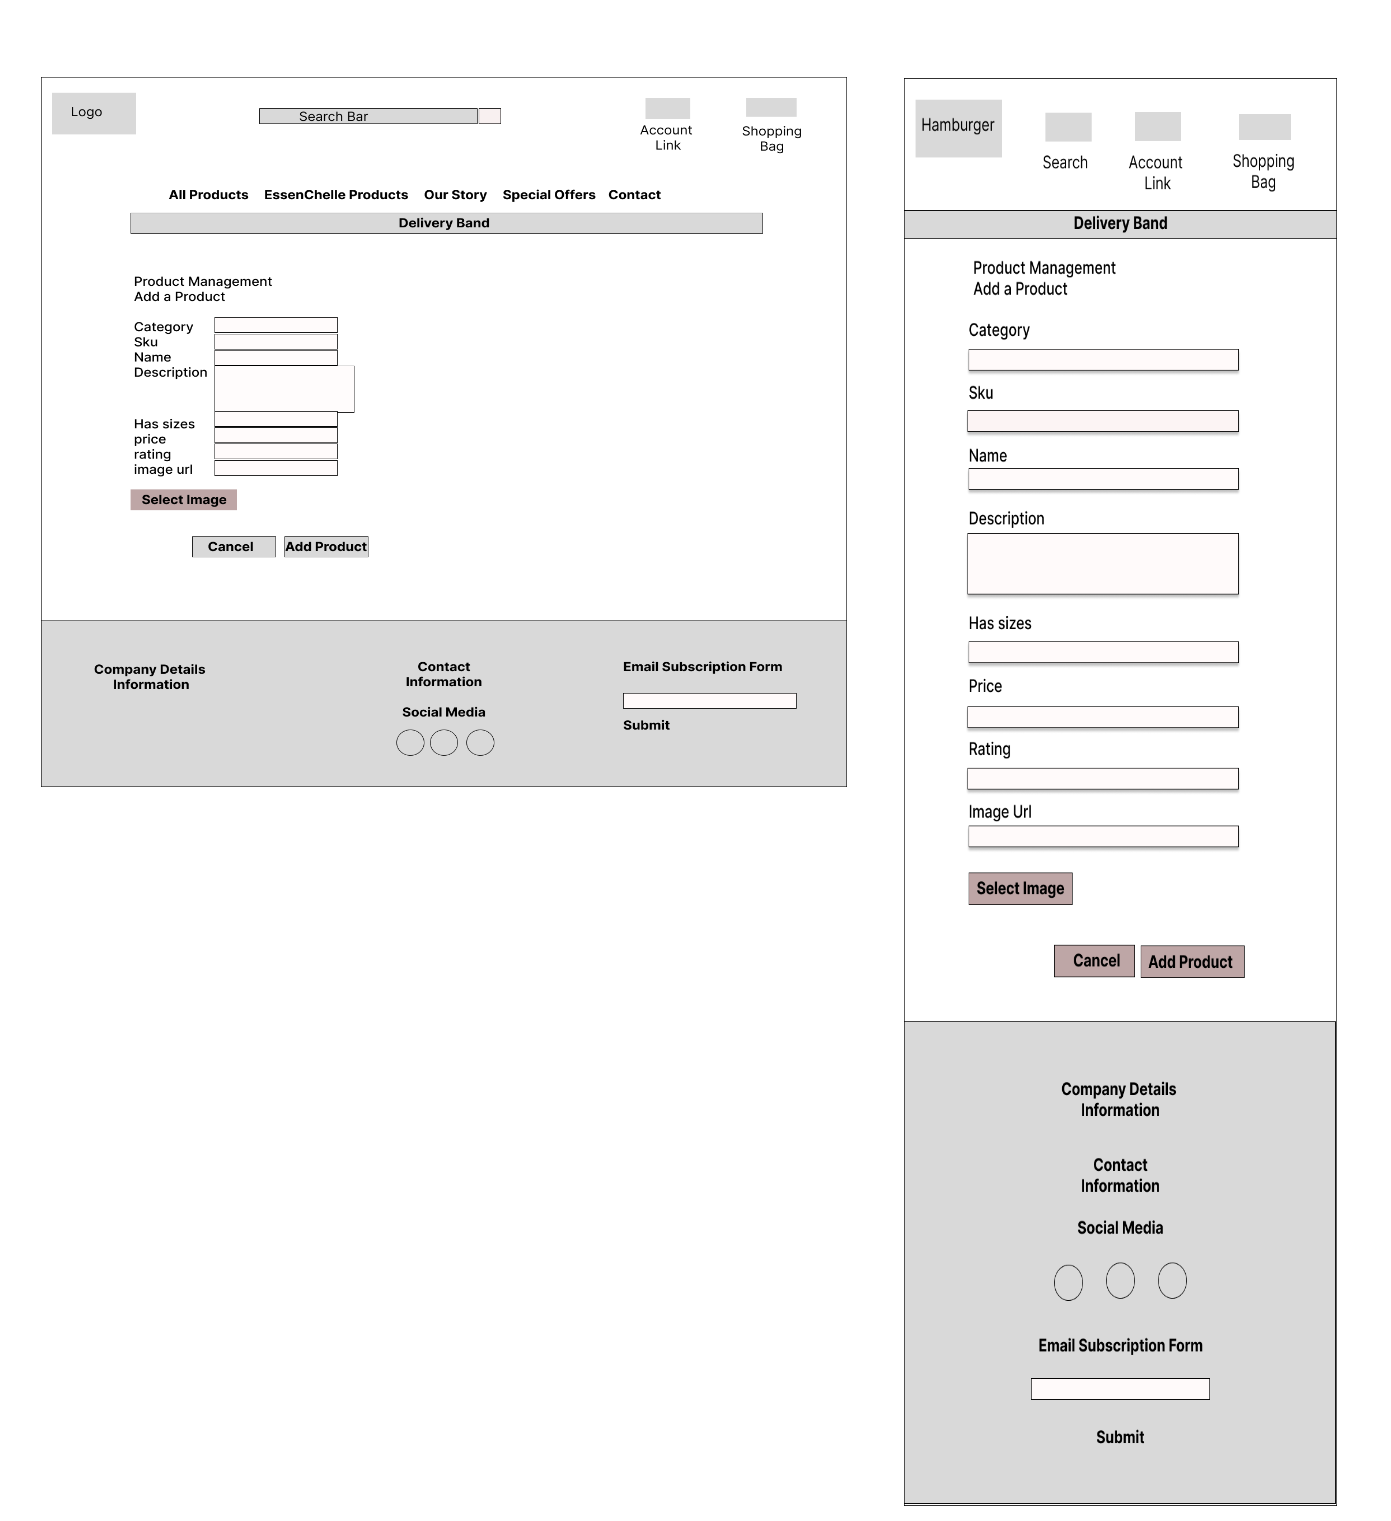 Logo
Search Bar
Account
Link
Shopping
Bag
All Products EssenChelle Products Our Story Special Offers Contact
Delivery Band
Product Management
Add a Product
Category
Sku
Name
Description
Has sizes
price
rating
image url
Select Image
Cancel Add Product
Company Details
Information
Contact
Information
Social Media
Email Subscription Form
Submit
Hamburger
Search
Account
Link
Shopping
Bag
Delivery Band
Product Management
Add a Product
Category
Sku
Name
Description
Has sizes
Price
Rating
Image Url
Select Image
Cancel Add Product
Company Details
Information
Contact
Information
Social Media
Email Subscription Form
Submit